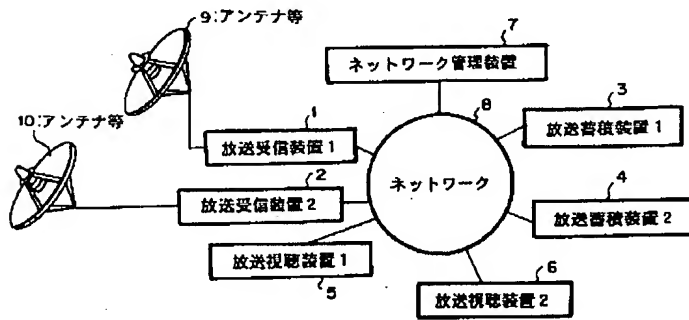 9:アンテナ等
7
ネットワーク管理装置
10:アンテナ等
1
8
3
放送受信装置1
放送蓄積装置1
2
ネットワーク
4
放送受信装置2
放送蓄積装置2
放送視聴装置1
6
5
放送視聴装置2